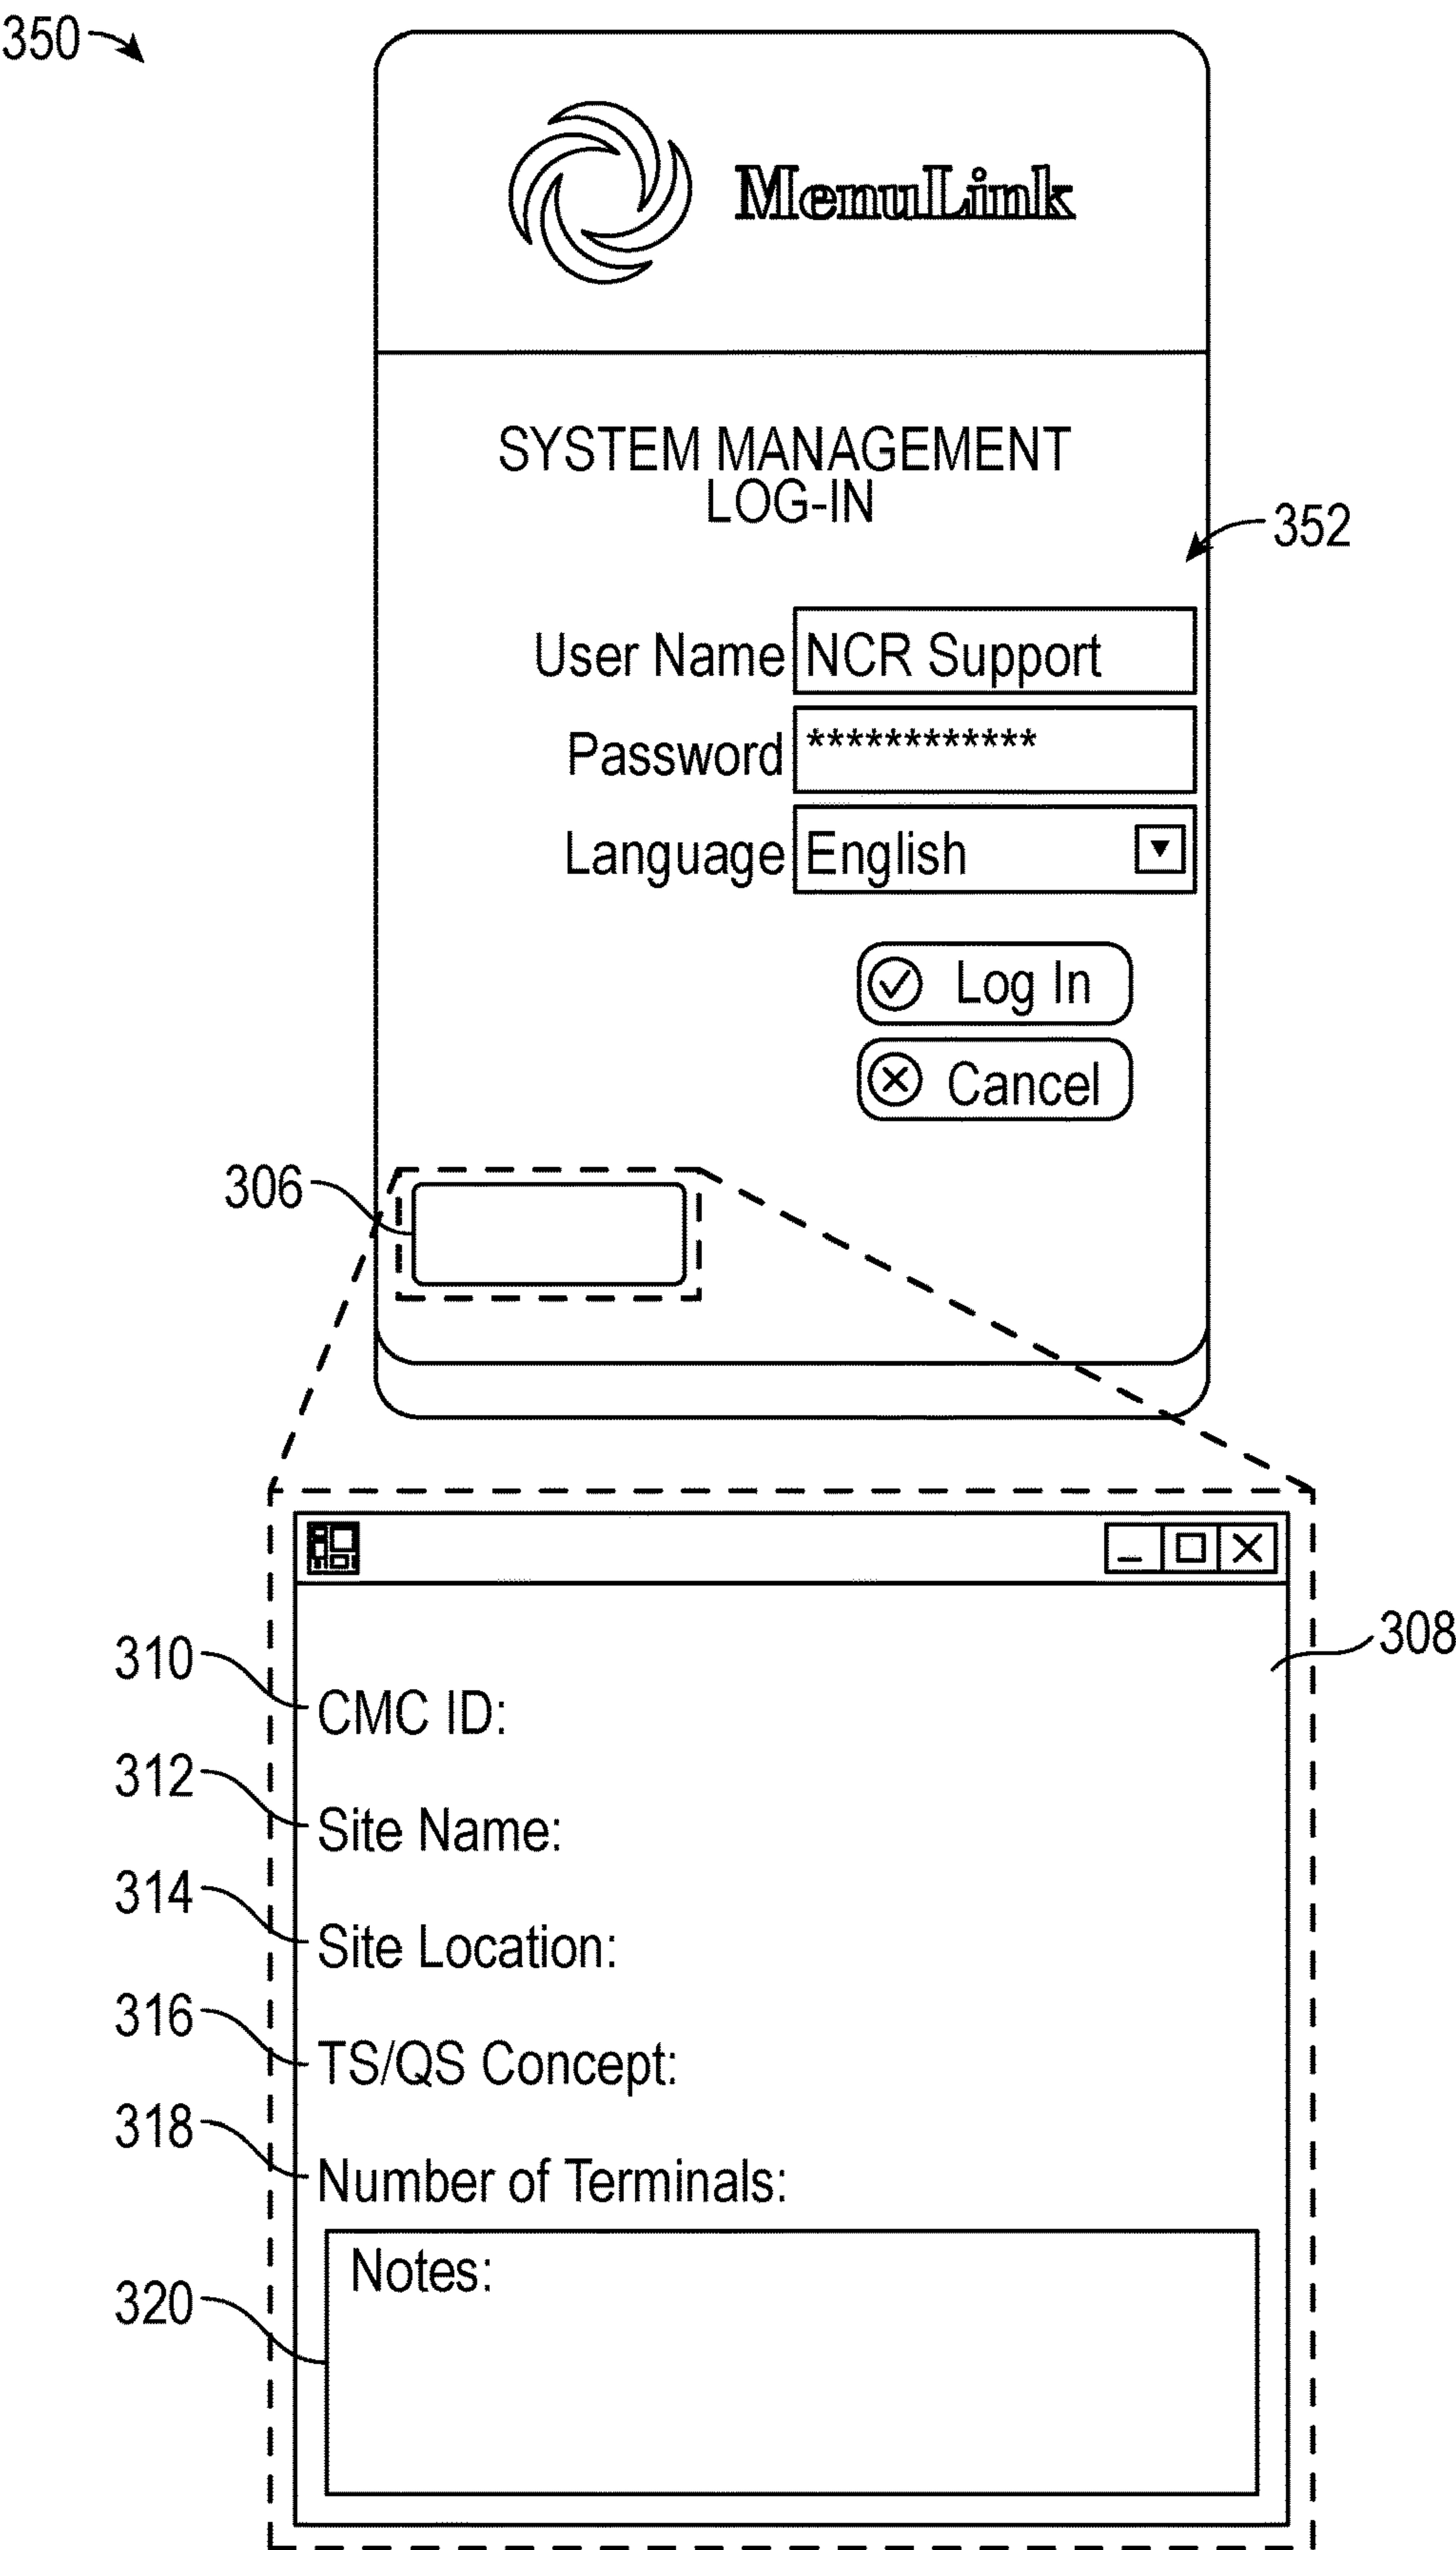 350
MenuLink
SYSTEM MANAGEMENT
LOG-IN
352
User Name NCR Support
Password ************
Language English
Log In
Cancel
306
308
310
CMC ID:
312
Site Name:
314
Site Location:
316
TS/QS Concept:
318
Number of Terminals:
Notes:
320